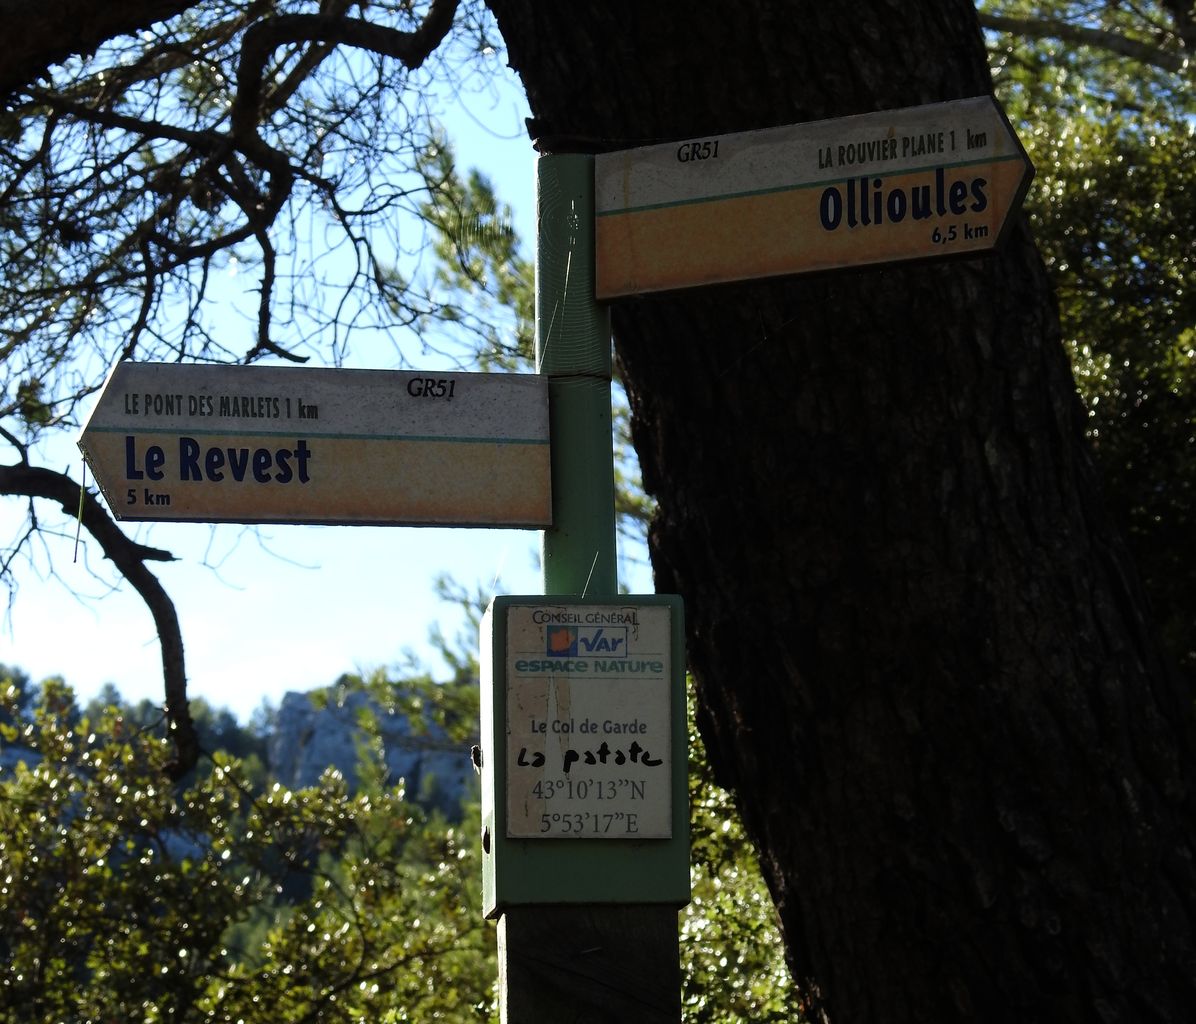 GR51
LA ROUVIER PLANE 1 km
Ollioules
6,5 km
GR51
LE PONT DES MARLETS 1 km
Le Revest
5 km
CONSEIL GÉNÉRAL
VAR
ESPACE NATURE
Le Col de Garde
La patate
43°10'13”N
5°53'17”E